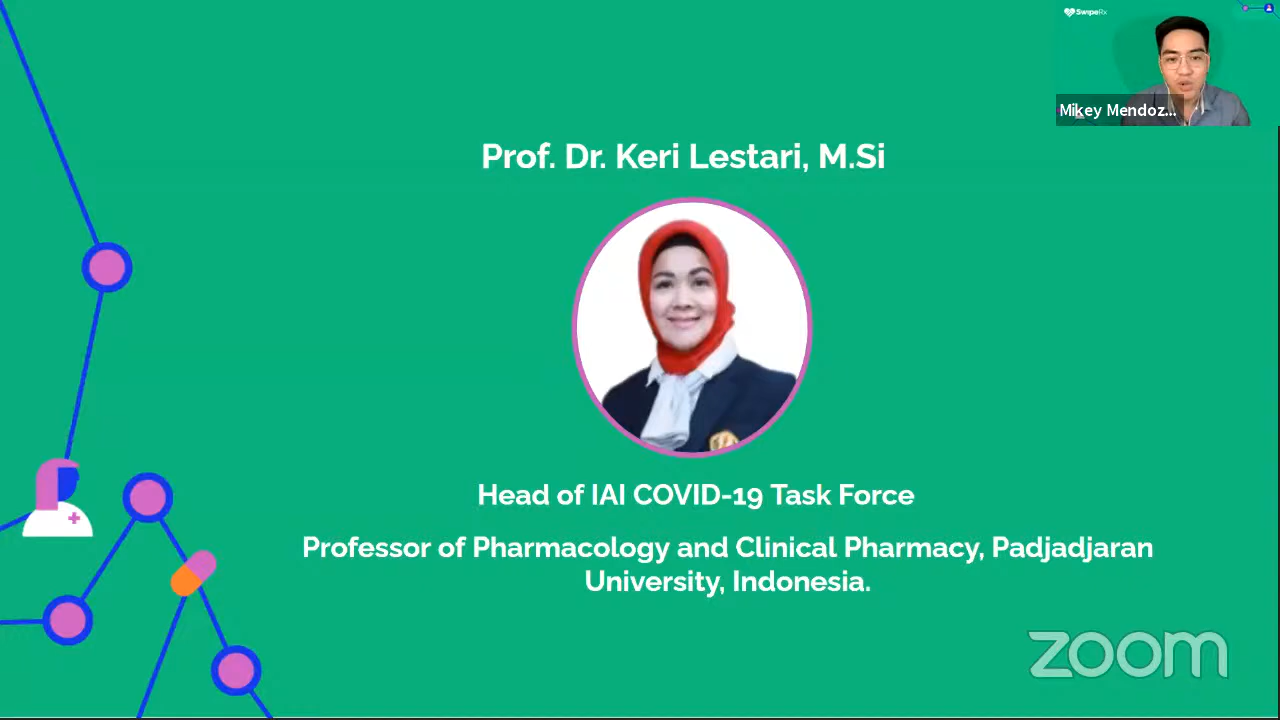 SwipeRx
Mikey Mendoz...
Prof. Dr. Keri Lestari, M.Si
Head of IAI COVID-19 Task Force
Professor of Pharmacology and Clinical Pharmacy, Padjadjaran
University, Indonesia.
zoom